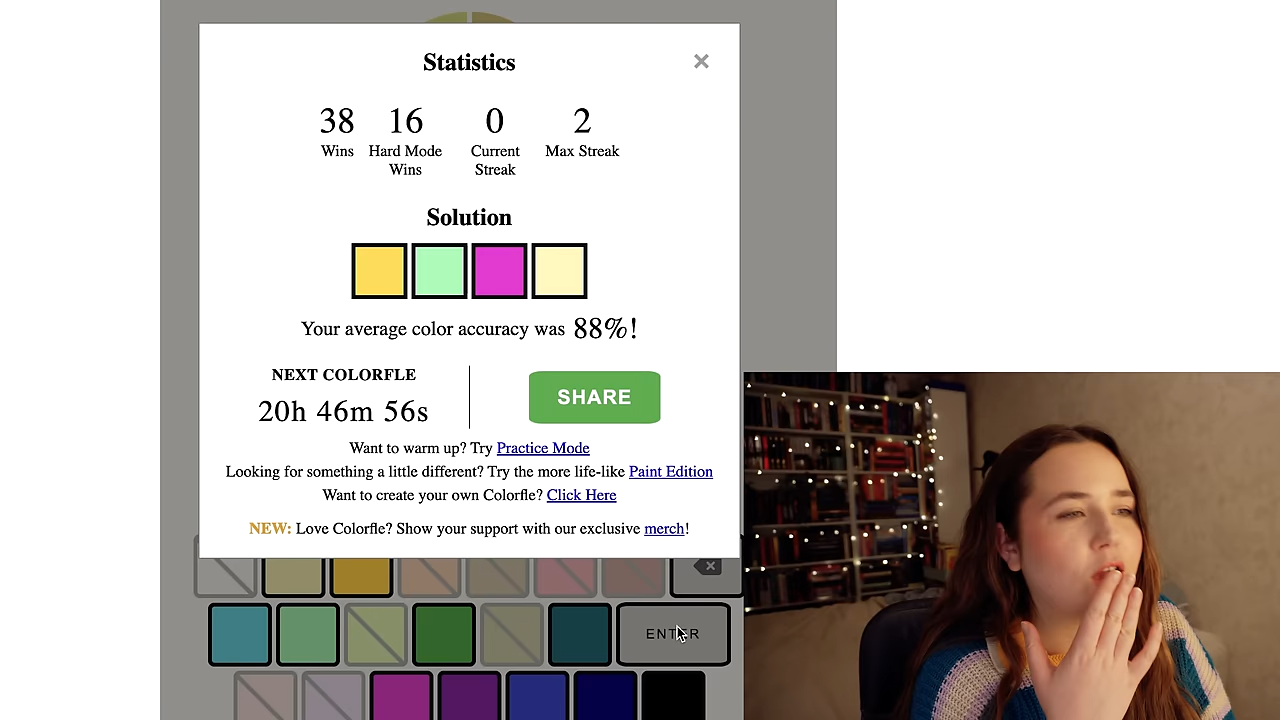 Statistics
×
38 16 0 2
Wins Hard Mode Wins Current Streak Max Streak
Solution
Your average color accuracy was 88%!
NEXT COLORFLE
20h 46m 56s
SHARE
Want to warm up? Try Practice Mode
Looking for something a little different? Try the more life-like Paint Edition
Want to create your own Colorfle? Click Here
NEW: Love Colorfle? Show your support with our exclusive merch!
ENTER